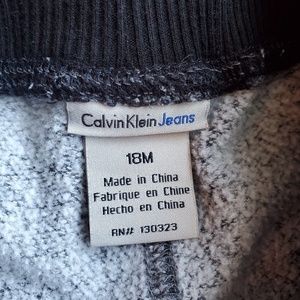 Calvin Klein Jeans
18M
Made in China
Fabrique en Chine
Hecho en China
RN# 130323